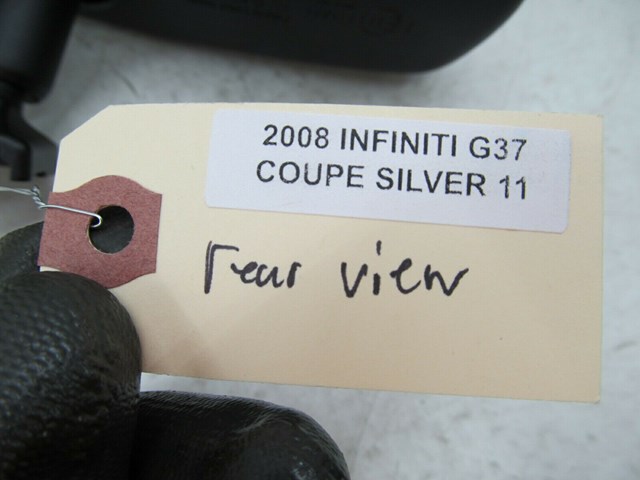 2008 INFINITI G37
COUPE SILVER 11
rear view